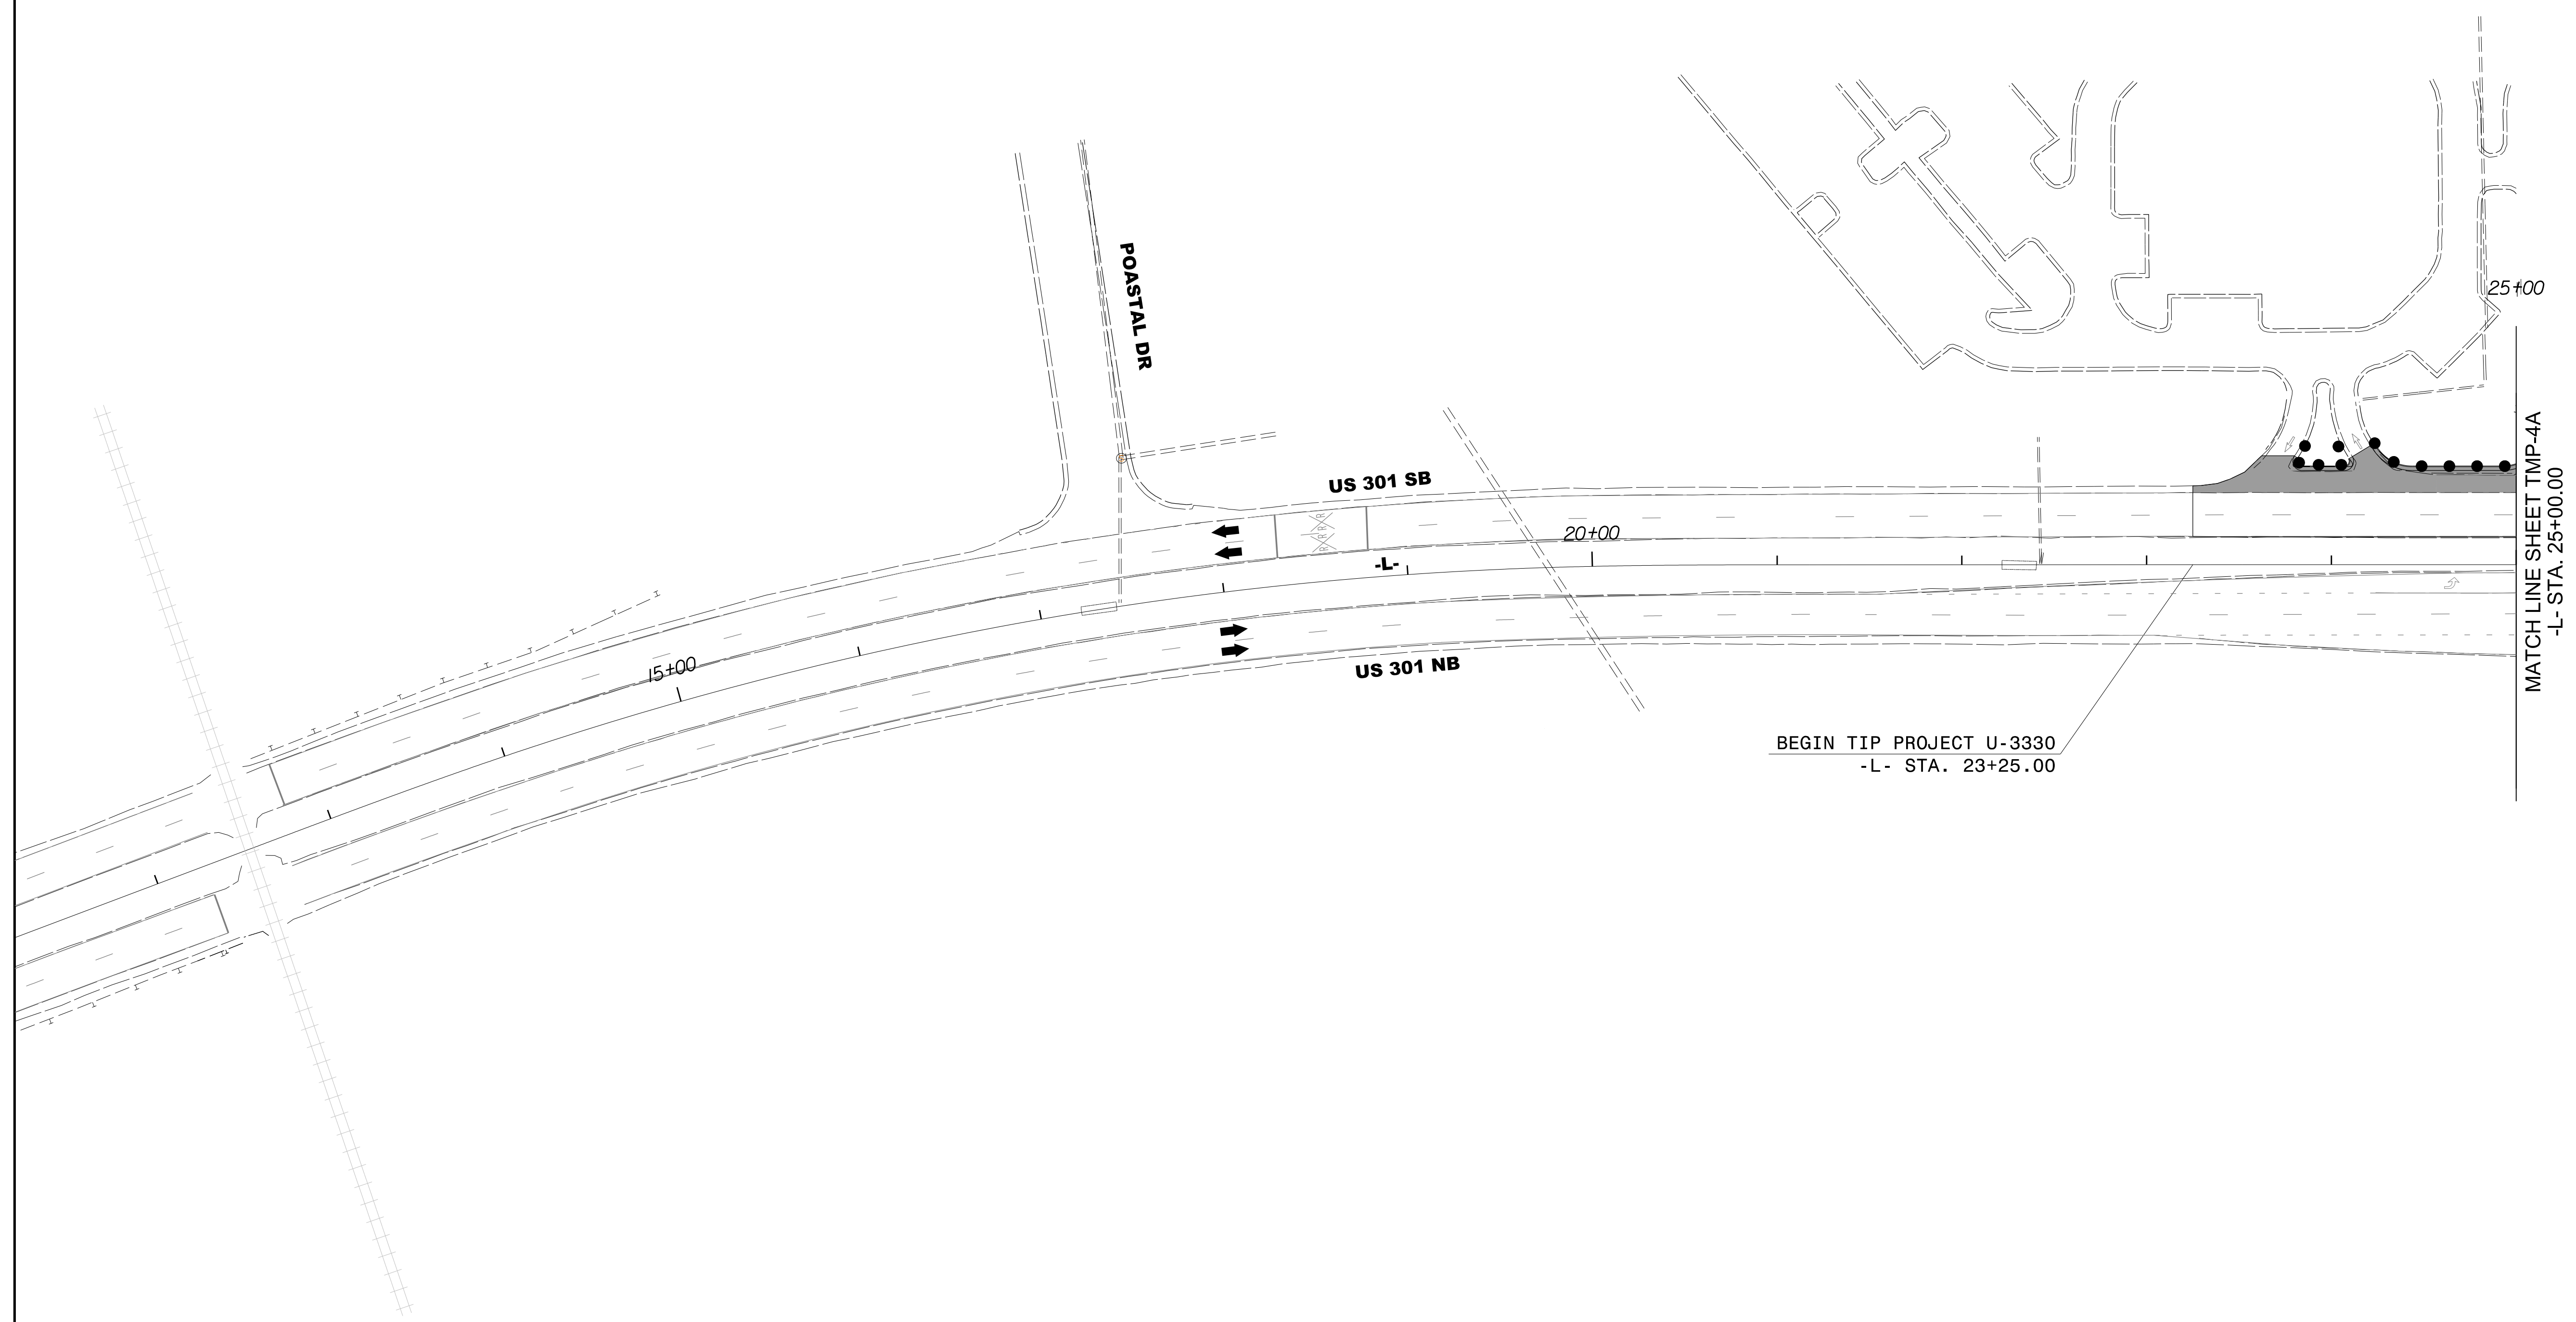 POASTAL DR
25+00
US 301 SB
R R
R R
20+00
-L-
15+00
US 301 NB
BEGIN TIP PROJECT U-3330
-L- STA. 23+25.00
MATCH LINE SHEET TMP-4A
-L- STA. 25+00.00